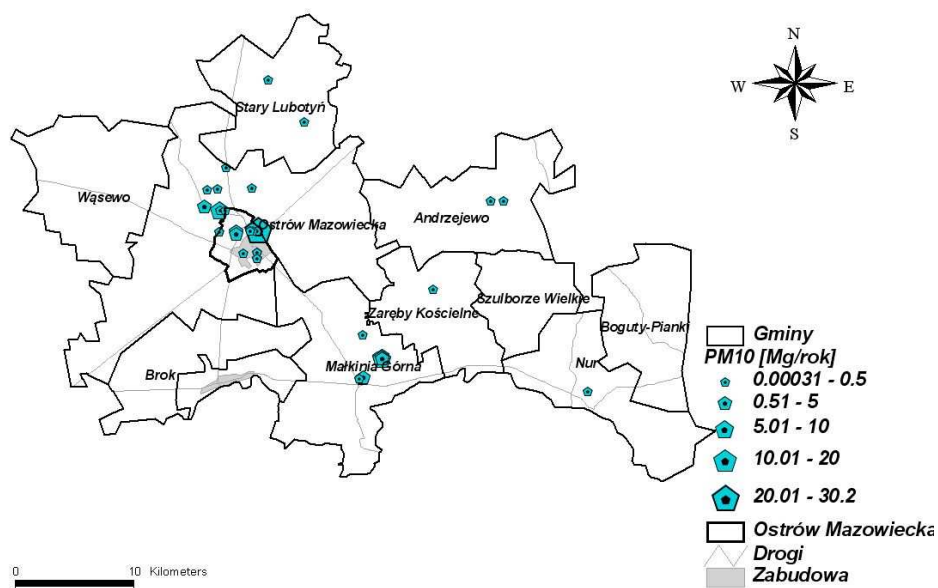 N
W E
S
Stary Lubotyń
Wąsewo
Ostrów Mazowiecka
Andrzejewo
Zaręby Kościelne
Szulborze Wielkie
Boguty-Pianki
Brok
Małkinia Górna
Nur
Gminy
PM10 [Mg/rok]
0.00031 - 0.5
0.51 - 5
5.01 - 10
10.01 - 20
20.01 - 30.2
Ostrów Mazowiecka
Drogi
Zabudowa
0 10 Kilometers